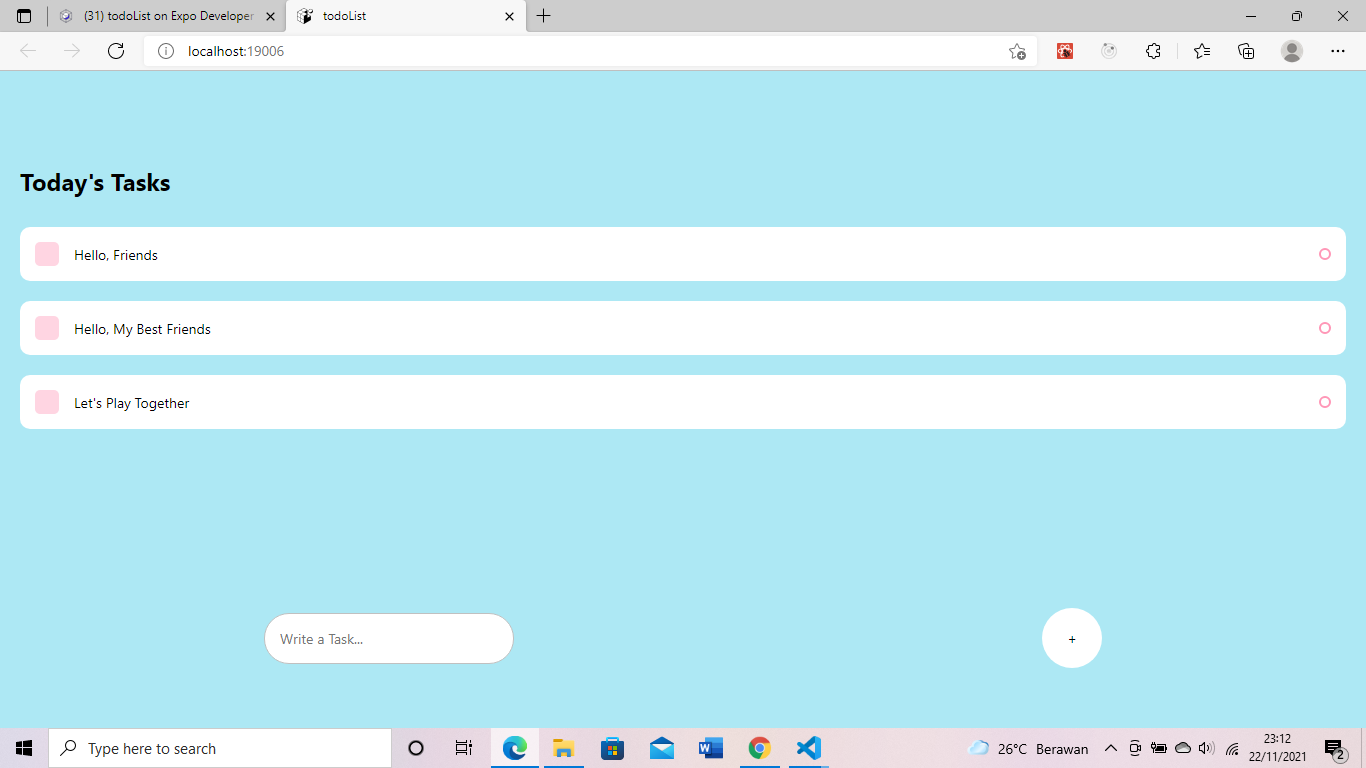 (31) todoList on Expo Developer
todoList
localhost:19006
Today's Tasks
Hello, Friends
Hello, My Best Friends
Let's Play Together
Write a Task...
+
Type here to search
26°C Berawan
23:12
22/11/2021
2